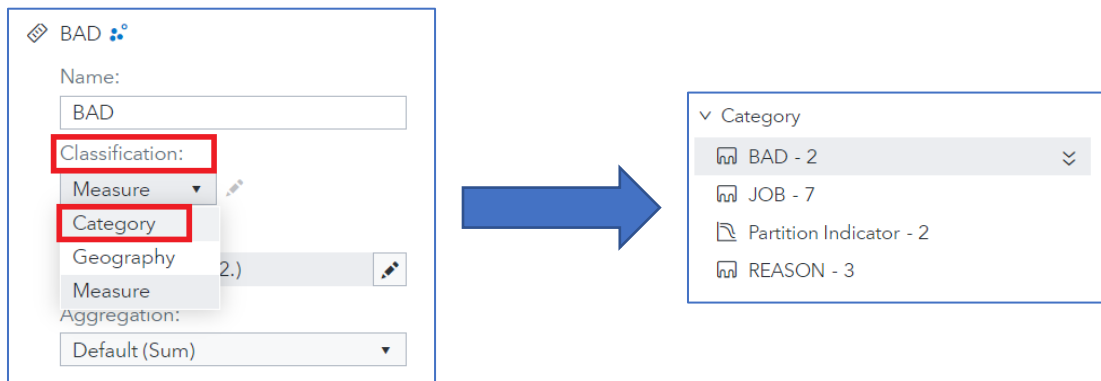 BAD
Name:
BAD
Classification:
Measure
Category
Geography
2.)
Measure
Aggregation:
Default (Sum)
Category
BAD - 2
JOB - 7
Partition Indicator - 2
REASON - 3